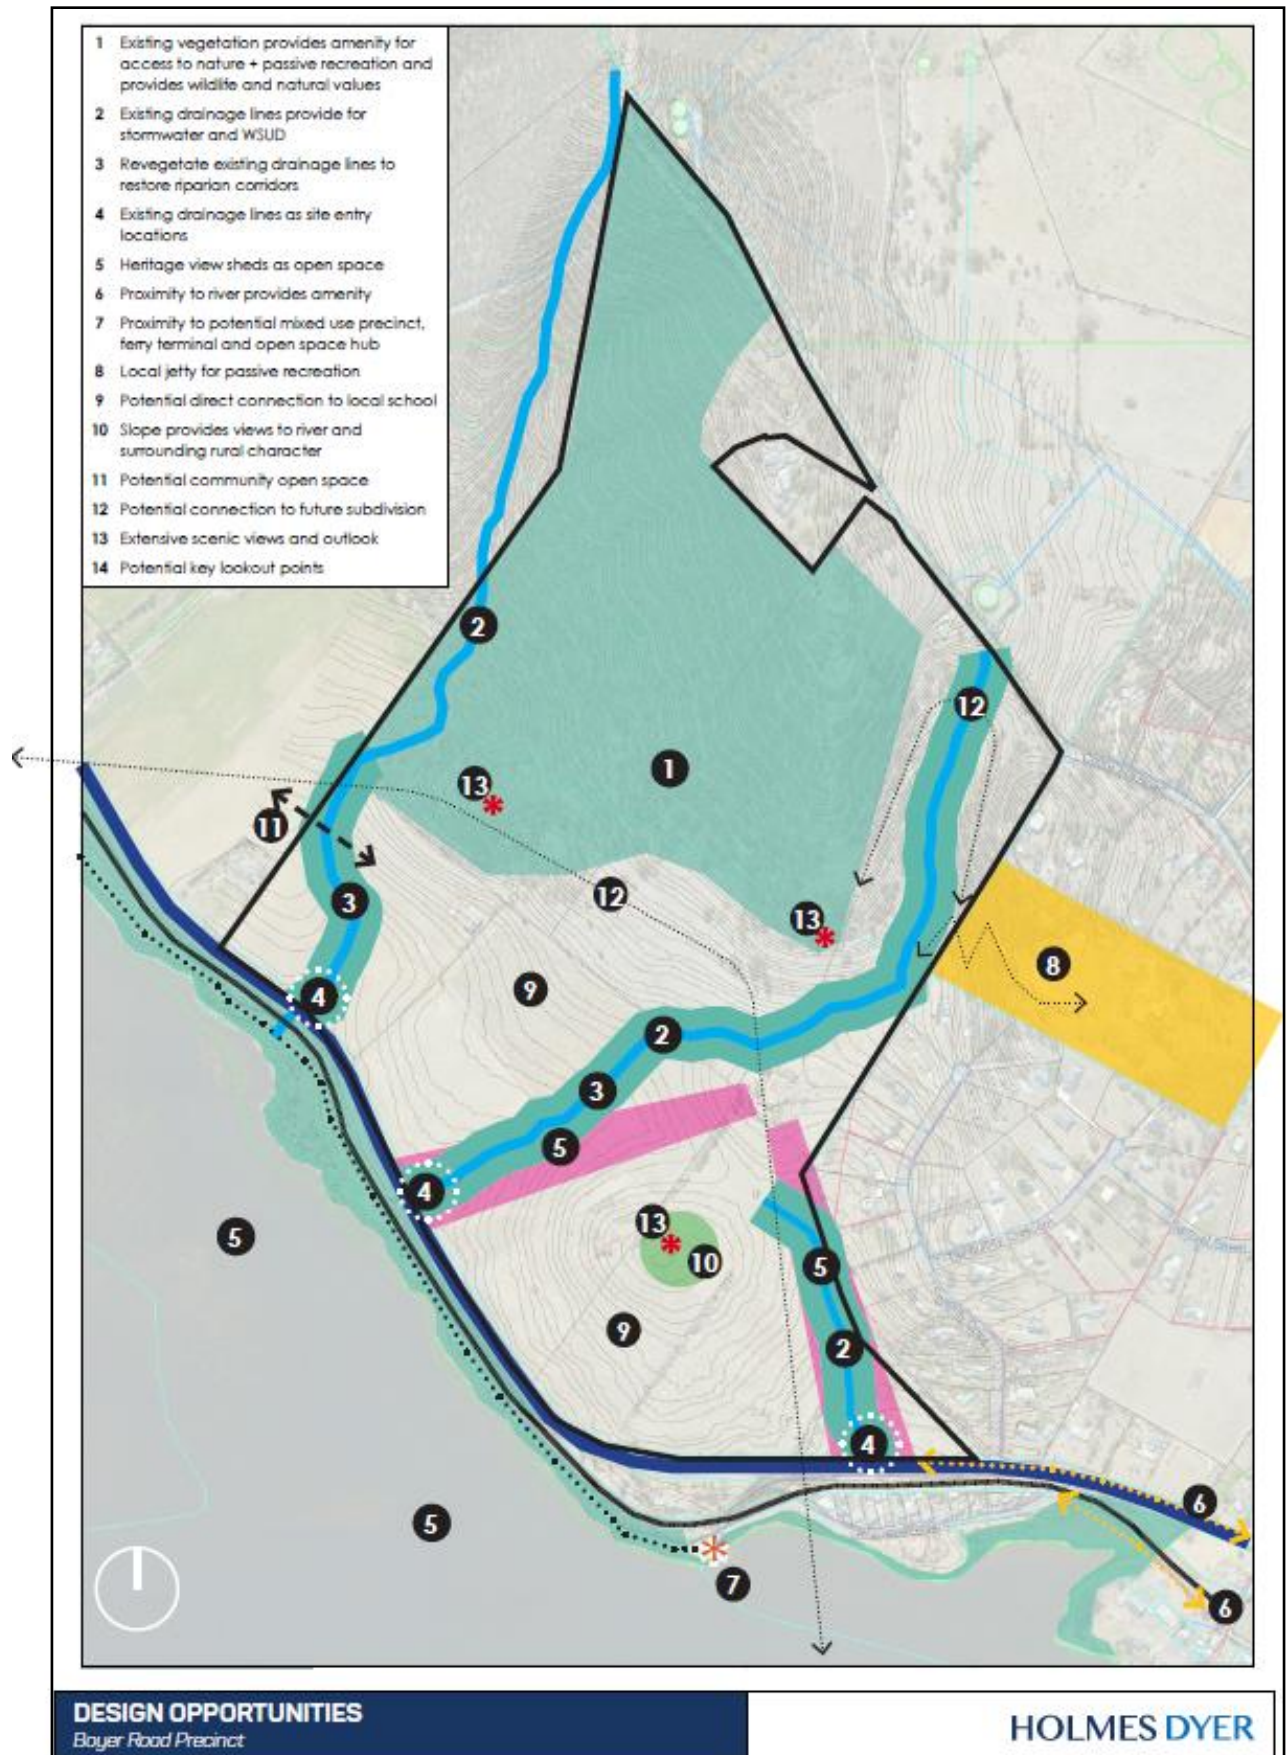 1 Existing vegetation provides amenity for
access to nature + passive recreation and
provides wildlife and natural values
2 Existing drainage lines provide for
stormwater and WSUD
3 Revegetate existing drainage lines to
restore riparian corridors
4 Existing drainage lines as site entry
locations
5 Heritage view sheds as open space
6 Proximity to river provides amenity
7 Proximity to potential mixed use precinct,
ferry terminal and open space hub
8 Local jetty for passive recreation
9 Potential direct connection to local school
10 Slope provides views to river and
surrounding rural character
11 Potential community open space
12 Potential connection to future subdivision
13 Extensive scenic views and outlook
14 Potential key lookout points
2
12
1
13
11
12
3
13
8
9
4
2
3
5
4
13
5
10
5
9
2
4
6
5
7
6
DESIGN OPPORTUNITIES
Boyer Road Precinct
HOLMES DYER